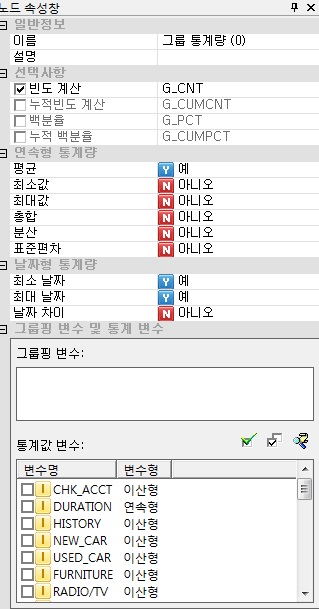 노드 속성창
일반정보
이름 그룹 통계량 (0)
설명
선택사항
빈도 계산 G_CNT
누적빈도 계산 G_CUMCNT
백분율 G_PCT
누적 백분율 G_CUMPCT
연속형 통계량
평균 Y 예
최소값 N 아니오
최대값 N 아니오
총합 N 아니오
분산 N 아니오
표준편차 N 아니오
날짜형 통계량
최소 날짜 Y 예
최대 날짜 Y 예
날짜 차이 N 아니오
그룹핑 변수 및 통계 변수
그룹핑 변수:
통계값 변수:
변수명 변수형
I CHK_ACCT 이산형
I DURATION 연속형
I HISTORY 이산형
I NEW_CAR 이산형
I USED_CAR 이산형
I FURNITURE 이산형
I RADIO/TV 이산형